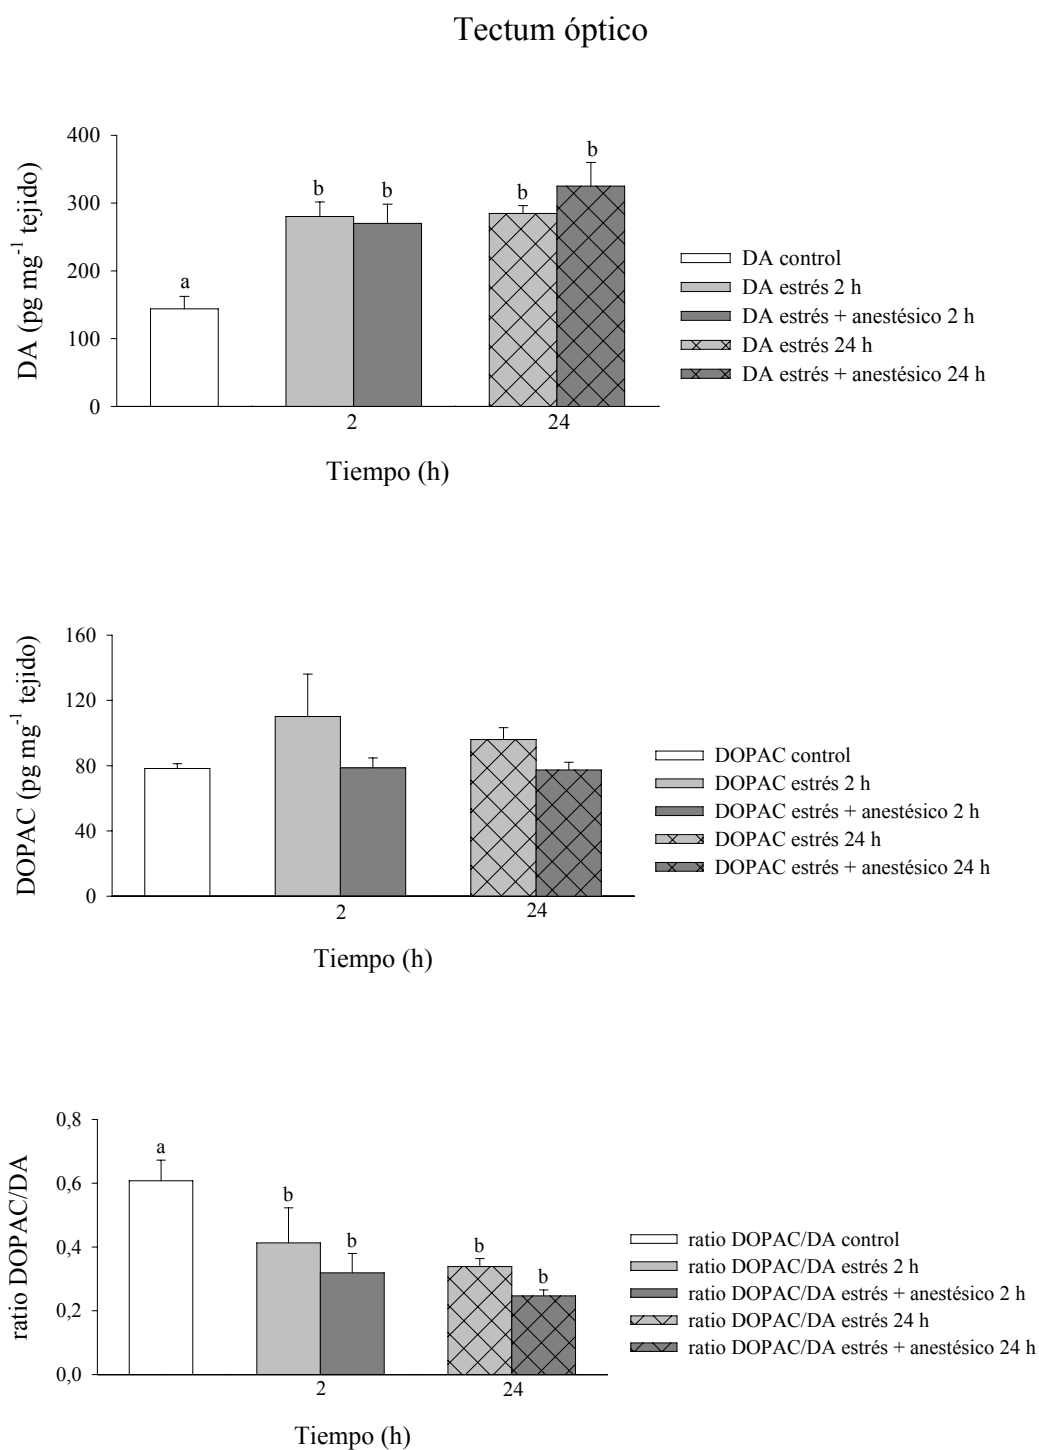 Tectum óptico
DA (pg mg-1 tejido)
400
300
200
100
0
a
b
b
b
b
2
24
Tiempo (h)
DA control
DA estrés 2 h
DA estrés + anestésico 2 h
DA estrés 24 h
DA estrés + anestésico 24 h
DOPAC (pg mg-1 tejido)
160
120
80
40
0
2
24
Tiempo (h)
DOPAC control
DOPAC estrés 2 h
DOPAC estrés + anestésico 2 h
DOPAC estrés 24 h
DOPAC estrés + anestésico 24 h
ratio DOPAC/DA
0,8
0,6
0,4
0,2
0,0
a
b
b
b
b
2
24
Tiempo (h)
ratio DOPAC/DA control
ratio DOPAC/DA estrés 2 h
ratio DOPAC/DA estrés + anestésico 2 h
ratio DOPAC/DA estrés 24 h
ratio DOPAC/DA estrés + anestésico 24 h